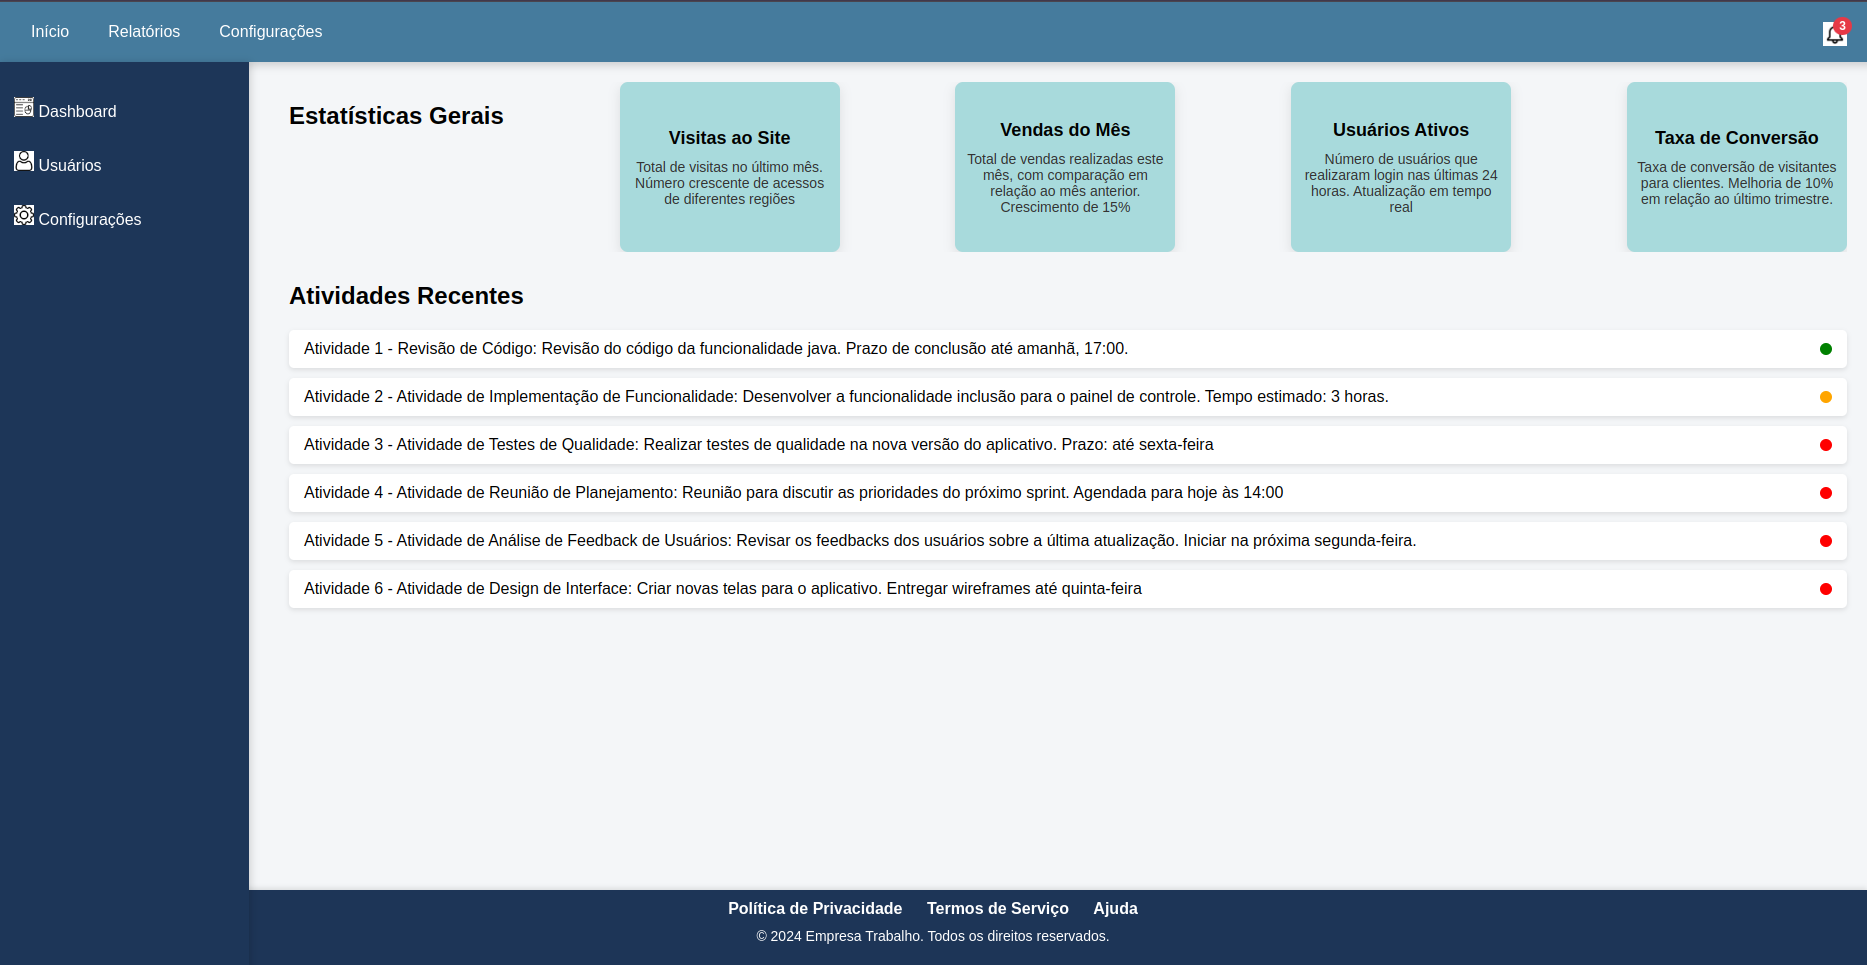 Início
Relatórios
Configurações
3
Dashboard
Usuários
Configurações
Estatísticas Gerais
Visitas ao Site
Total de visitas no último mês.
Número crescente de acessos
de diferentes regiões
Vendas do Mês
Total de vendas realizadas este
mês, com comparação em
relação ao mês anterior.
Crescimento de 15%
Usuários Ativos
Número de usuários que
realizaram login nas últimas 24
horas. Atualização em tempo
real
Taxa de Conversão
Taxa de conversão de visitantes
para clientes. Melhoria de 10%
em relação ao último trimestre.
Atividades Recentes
Atividade 1 - Revisão de Código: Revisão do código da funcionalidade java. Prazo de conclusão até amanhã, 17:00.
Atividade 2 - Atividade de Implementação de Funcionalidade: Desenvolver a funcionalidade inclusão para o painel de controle. Tempo estimado: 3 horas.
Atividade 3 - Atividade de Testes de Qualidade: Realizar testes de qualidade na nova versão do aplicativo. Prazo: até sexta-feira
Atividade 4 - Atividade de Reunião de Planejamento: Reunião para discutir as prioridades do próximo sprint. Agendada para hoje às 14:00
Atividade 5 - Atividade de Análise de Feedback de Usuários: Revisar os feedbacks dos usuários sobre a última atualização. Iniciar na próxima segunda-feira.
Atividade 6 - Atividade de Design de Interface: Criar novas telas para o aplicativo. Entregar wireframes até quinta-feira
Política de Privacidade
Termos de Serviço
Ajuda
© 2024 Empresa Trabalho. Todos os direitos reservados.